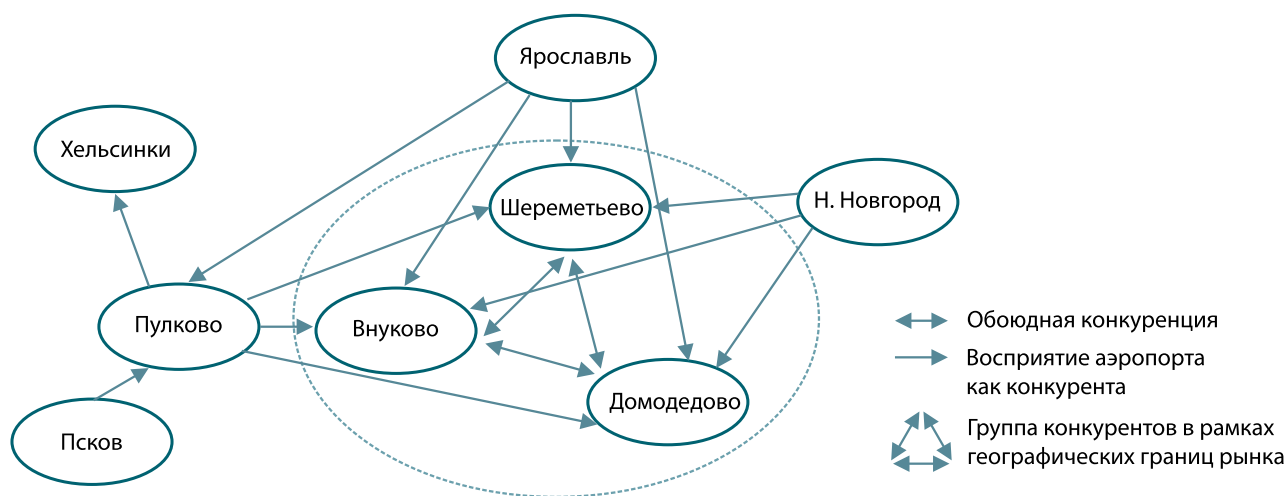 Ярославль
Хельсинки
Шереметьево
Н. Новгород
Пулково
Внуково
Домодедово
Псков
Обоюдная конкуренция
Восприятие аэропорта
как конкурента
Группа конкурентов в рамках
географических границ рынка